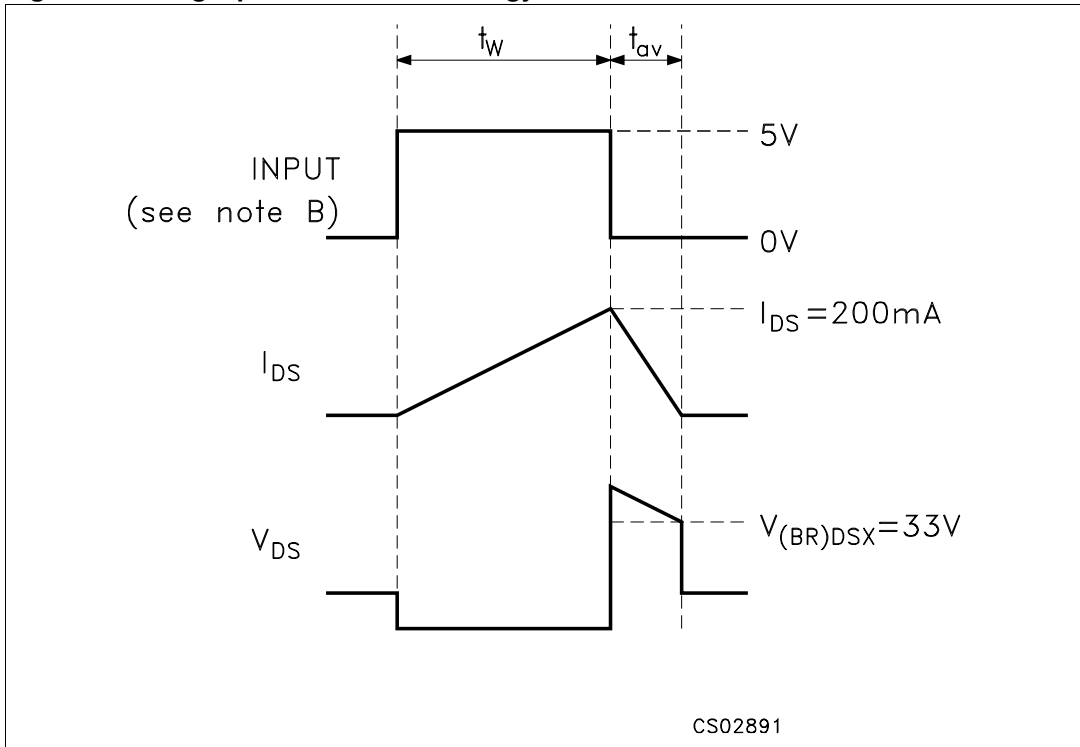 t_W
t_av
5V
INPUT
(see note B)
0V
I_DS =200mA
I_DS
V_(BR)DSX=33V
V_DS
CS02891